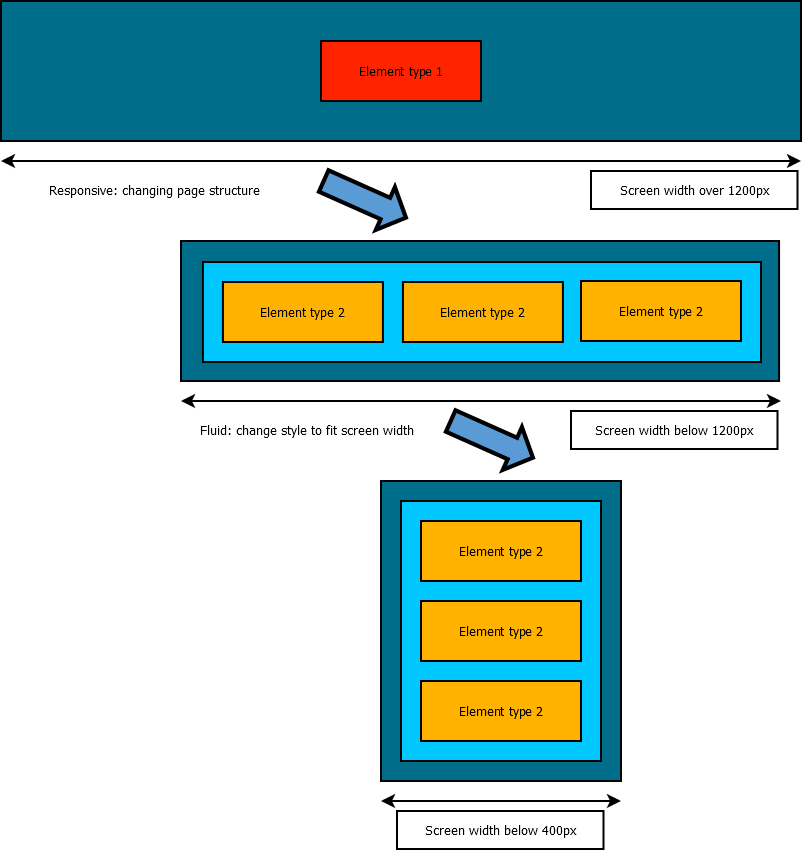 Element type 1
Responsive: changing page structure
Screen width over 1200px
Element type 2
Element type 2
Element type 2
Fluid: change style to fit screen width
Screen width below 1200px
Element type 2
Element type 2
Element type 2
Screen width below 400px